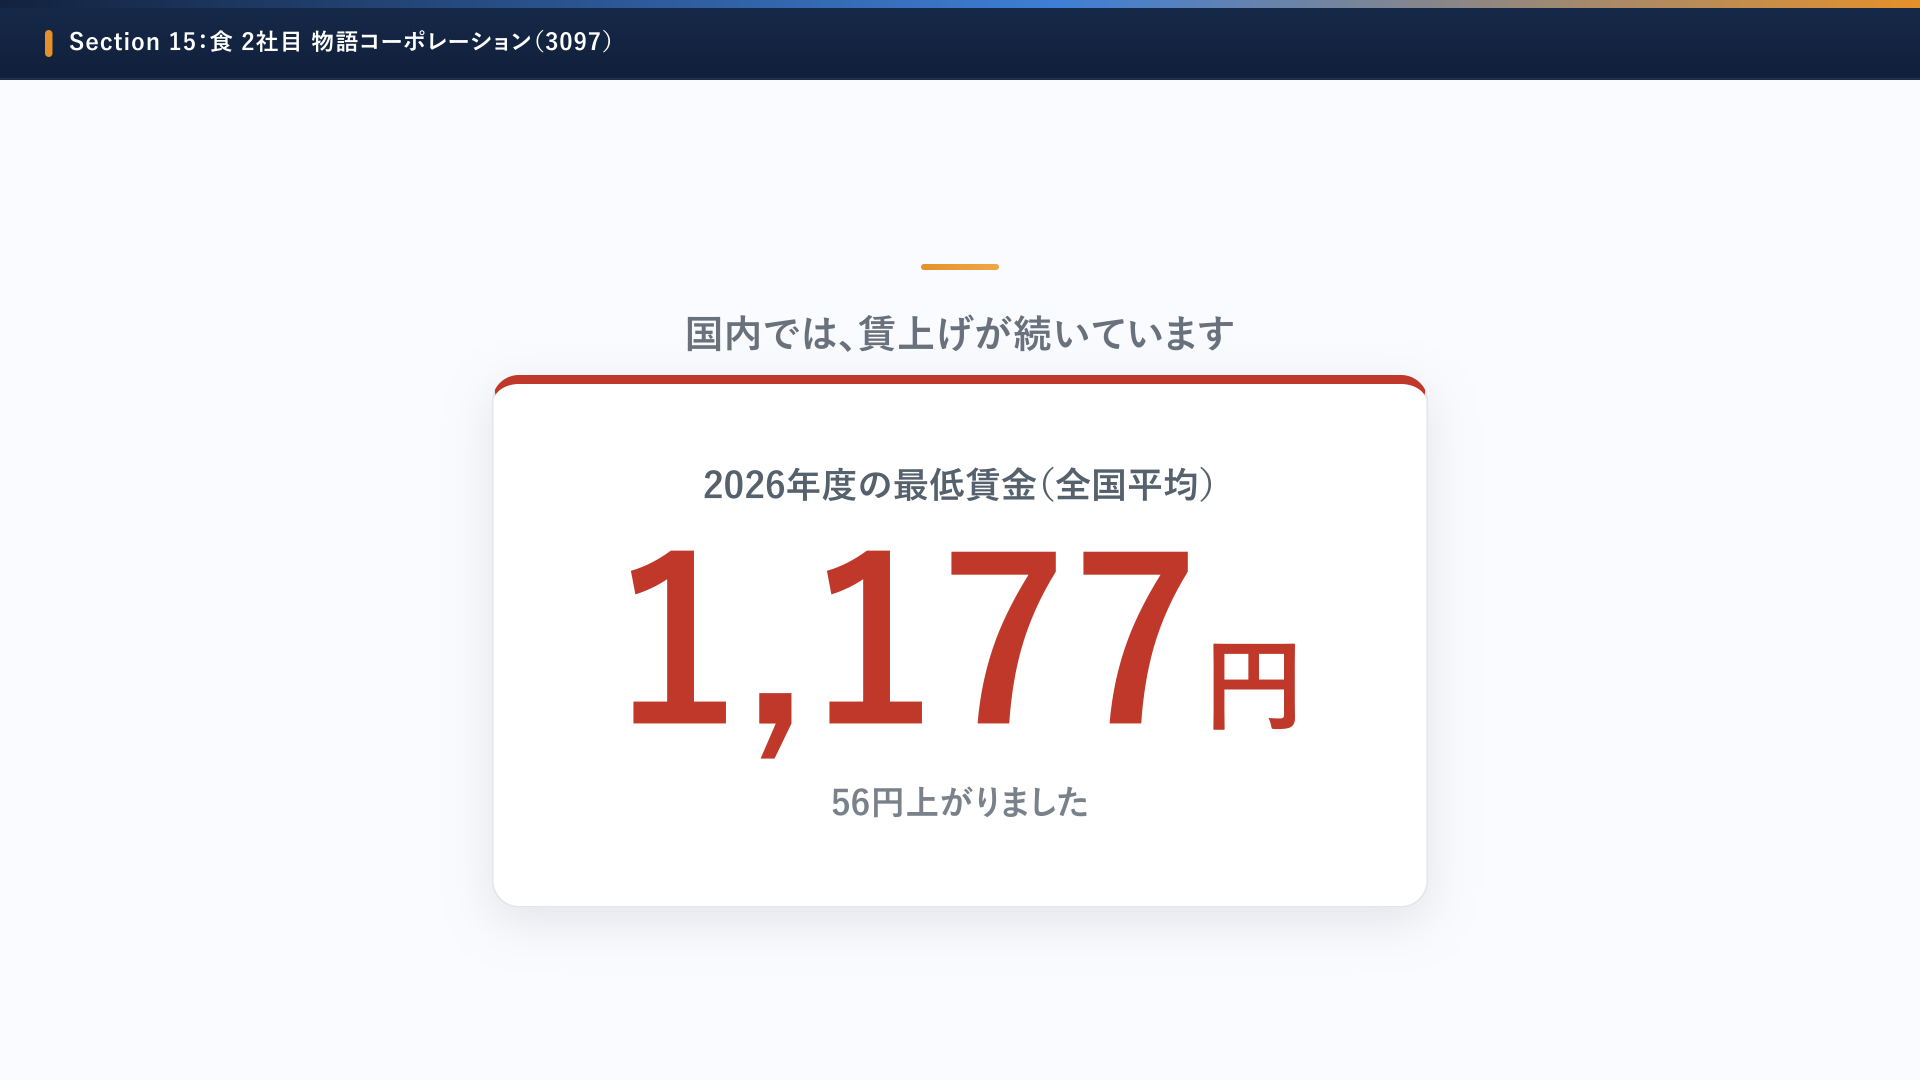 Section 15：食 2社目 物語コーポレーション（3097）
国内では、賃上げが続いています
2026年度の最低賃金（全国平均）
1,177円
56円上がりました